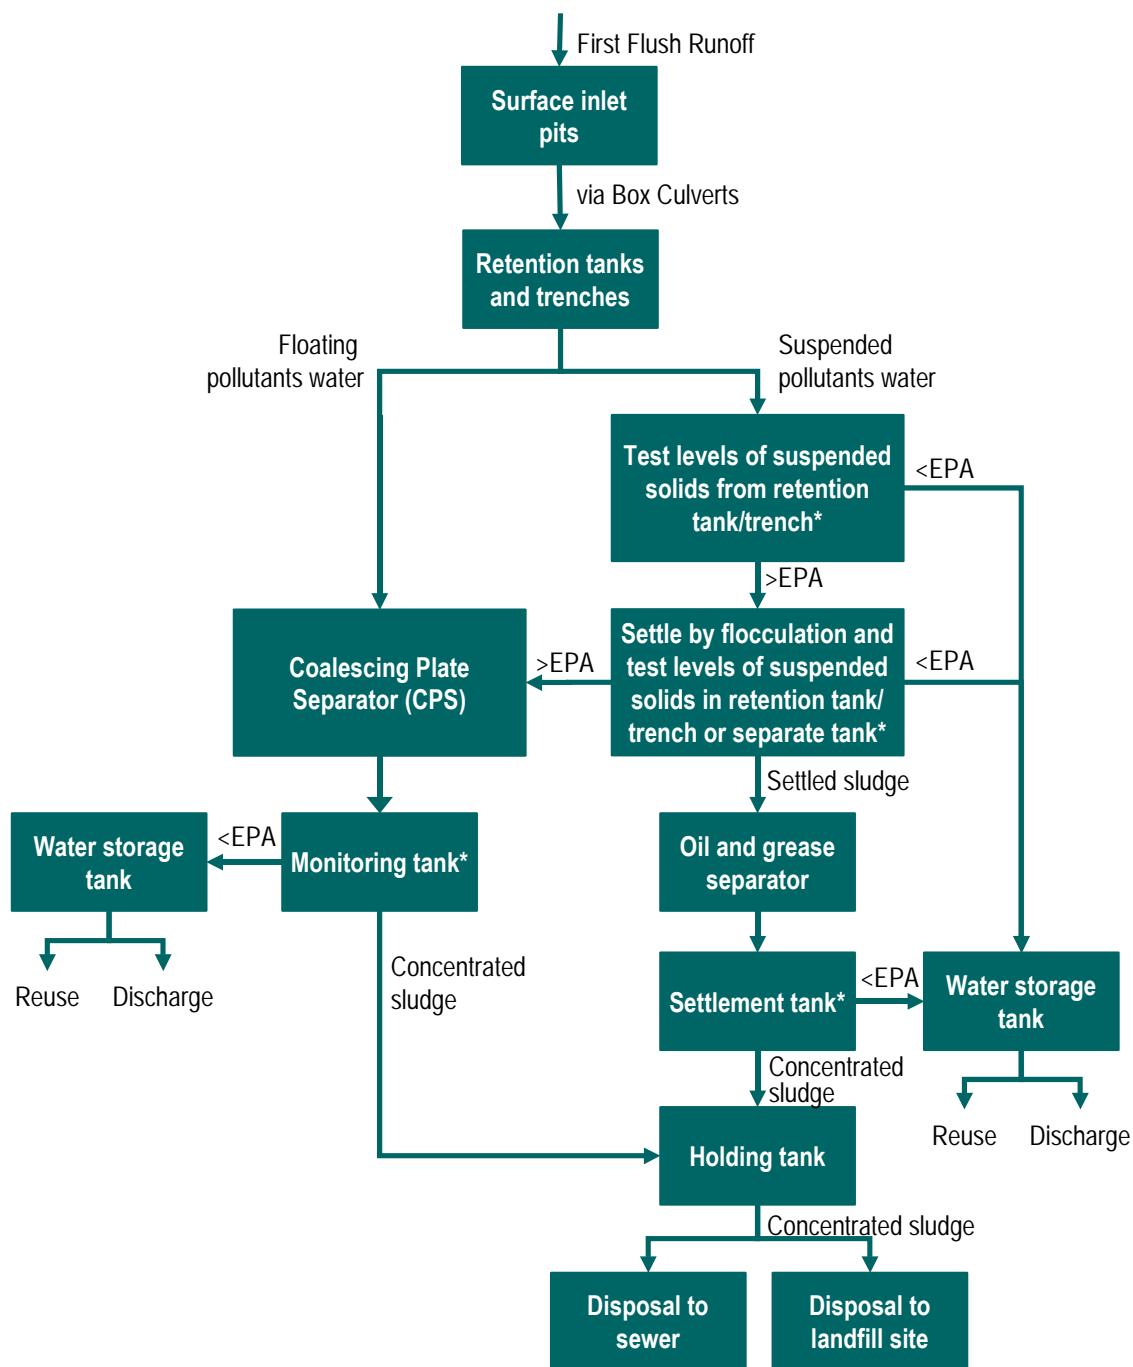 First Flush Runoff
Surface inlet
pits
via Box Culverts
Retention tanks
and trenches
Floating
pollutants water
Suspended
pollutants water
Test levels of suspended
solids from retention
tank/trench*
<EPA
>EPA
Coalescing Plate
Separator (CPS)
>EPA
Settle by flocculation and
test levels of suspended
solids in retention tank/
trench or separate tank*
<EPA
Settled sludge
Water storage
tank
<EPA
Monitoring tank*
Oil and grease
separator
Reuse
Discharge
Concentrated
sludge
Settlement tank*
<EPA
Water storage
tank
Concentrated
sludge
Reuse
Discharge
Holding tank
Concentrated sludge
Disposal to
sewer
Disposal to
landfill site